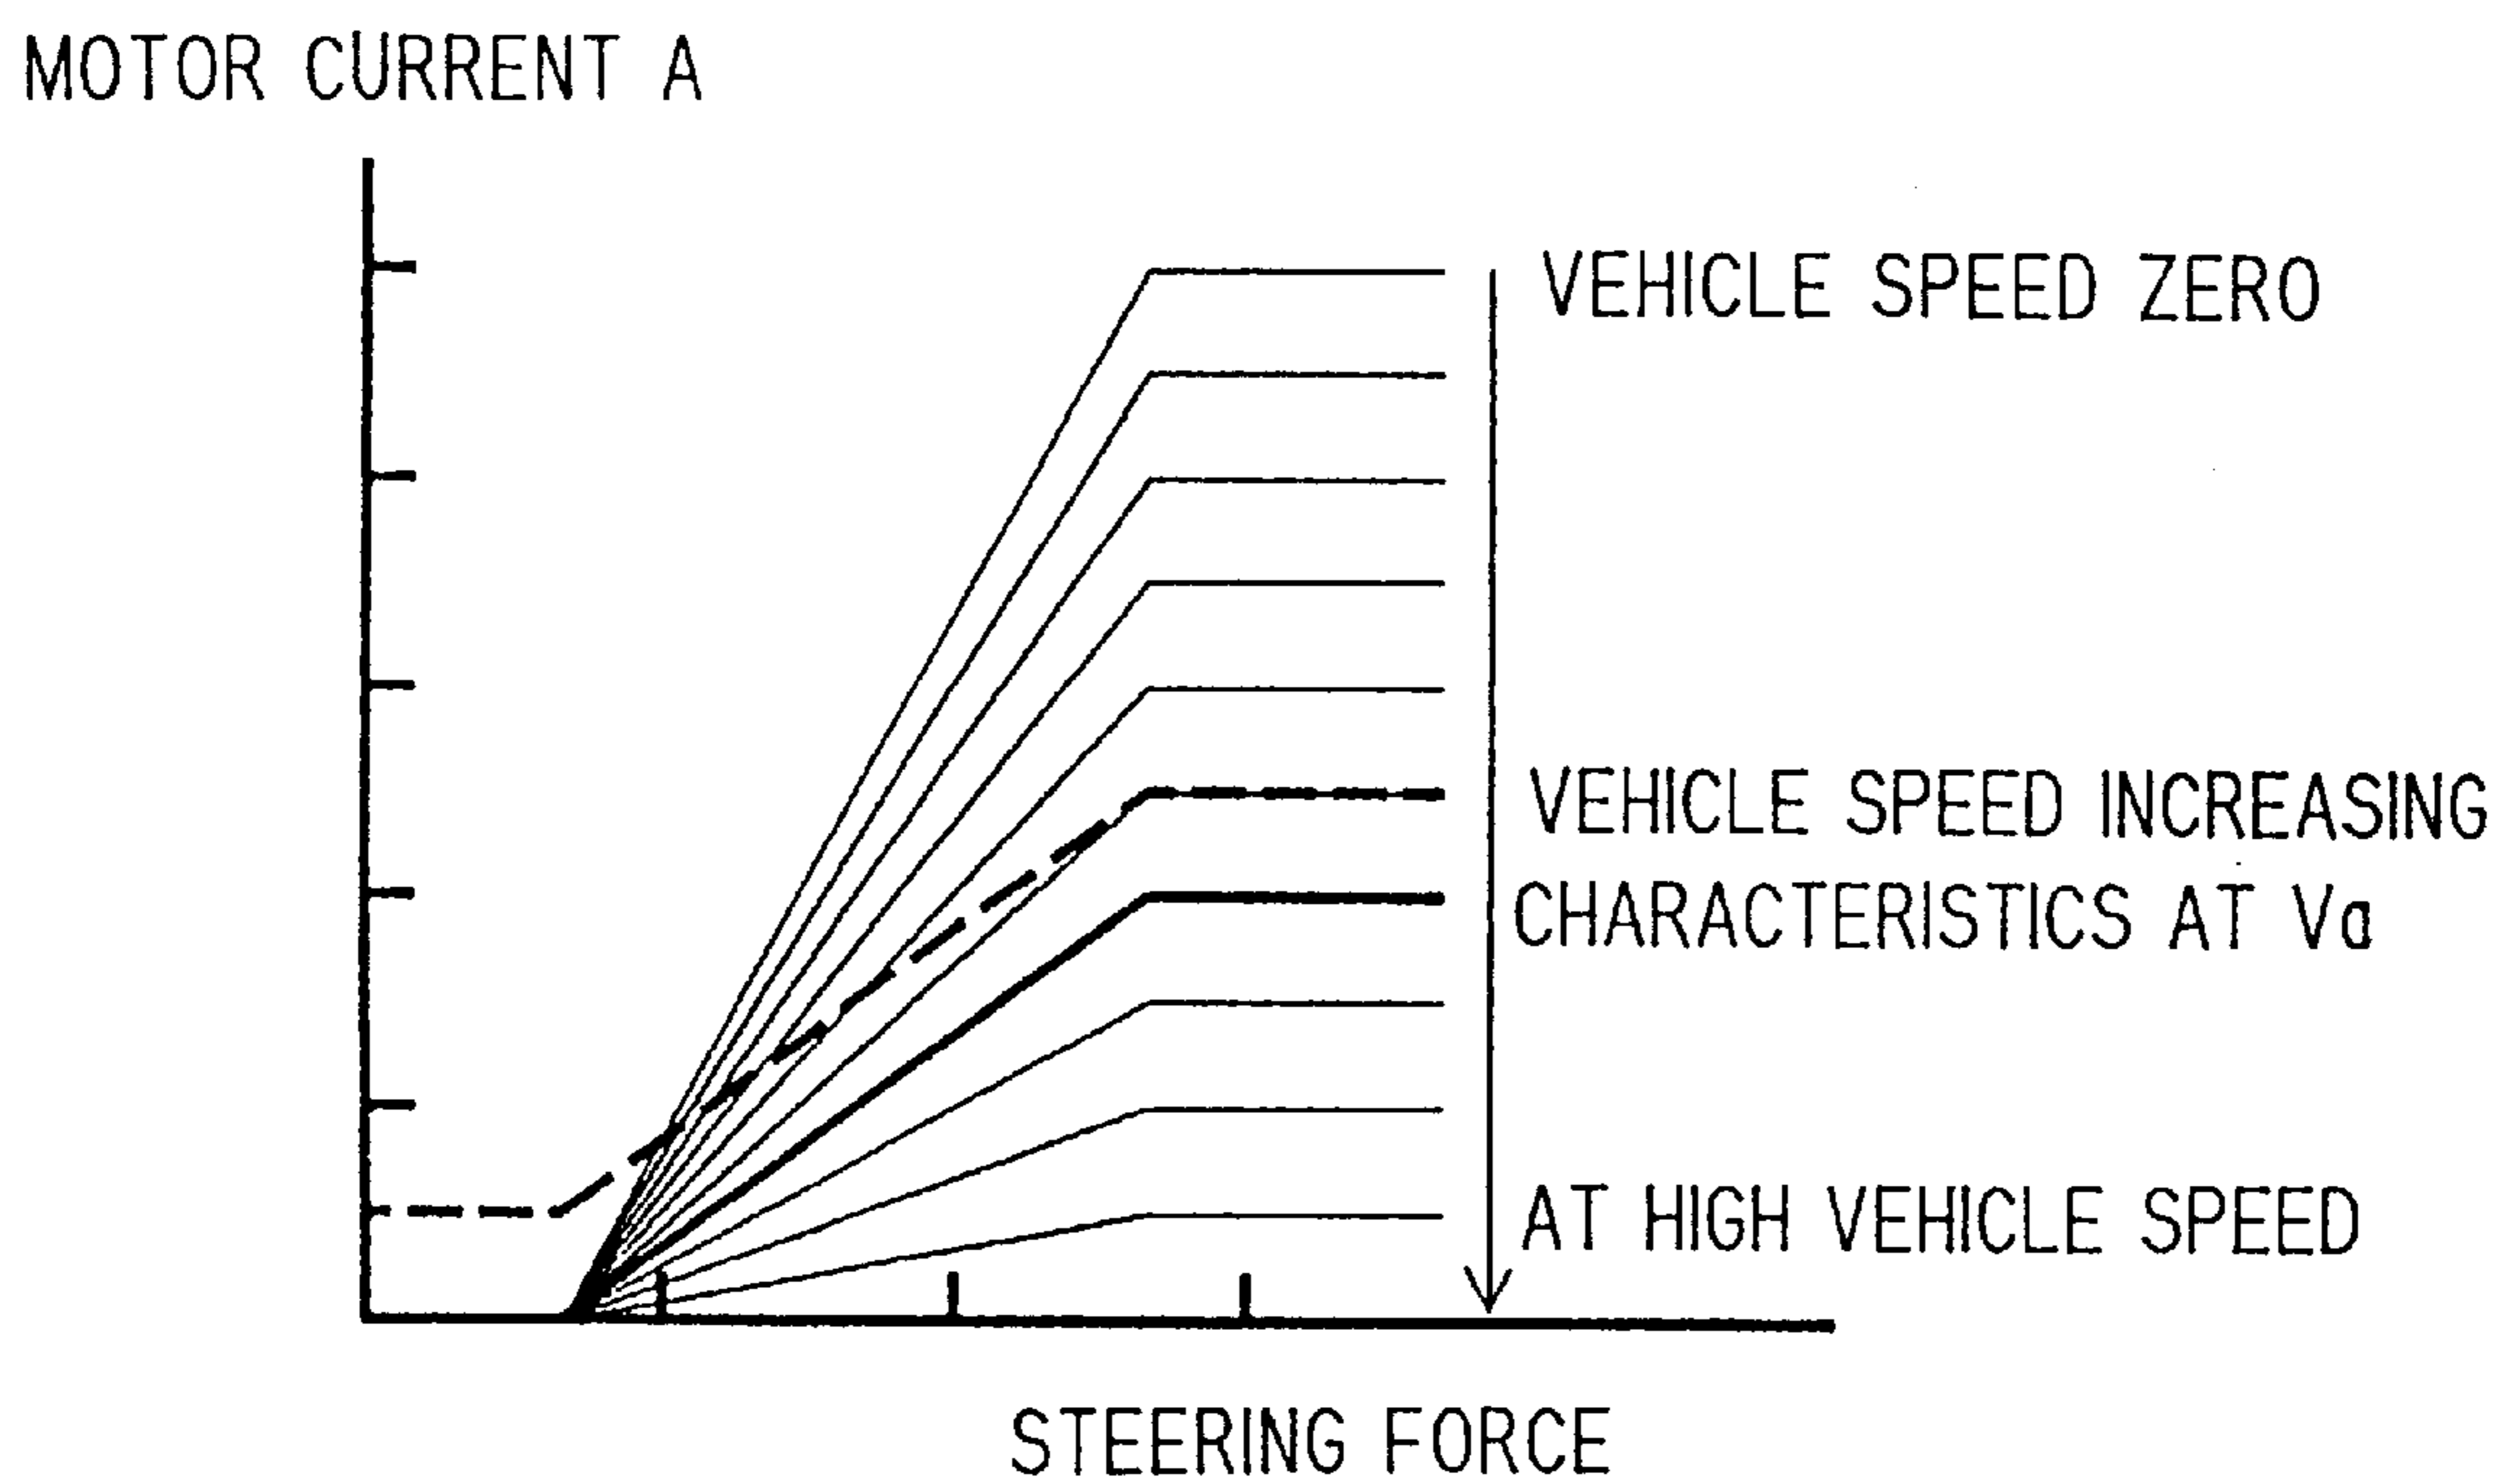 MOTOR CURRENT A
VEHICLE SPEED ZERO
VEHICLE SPEED INCREASING
CHARACTERISTICS AT Va
AT HIGH VEHICLE SPEED
STEERING FORCE